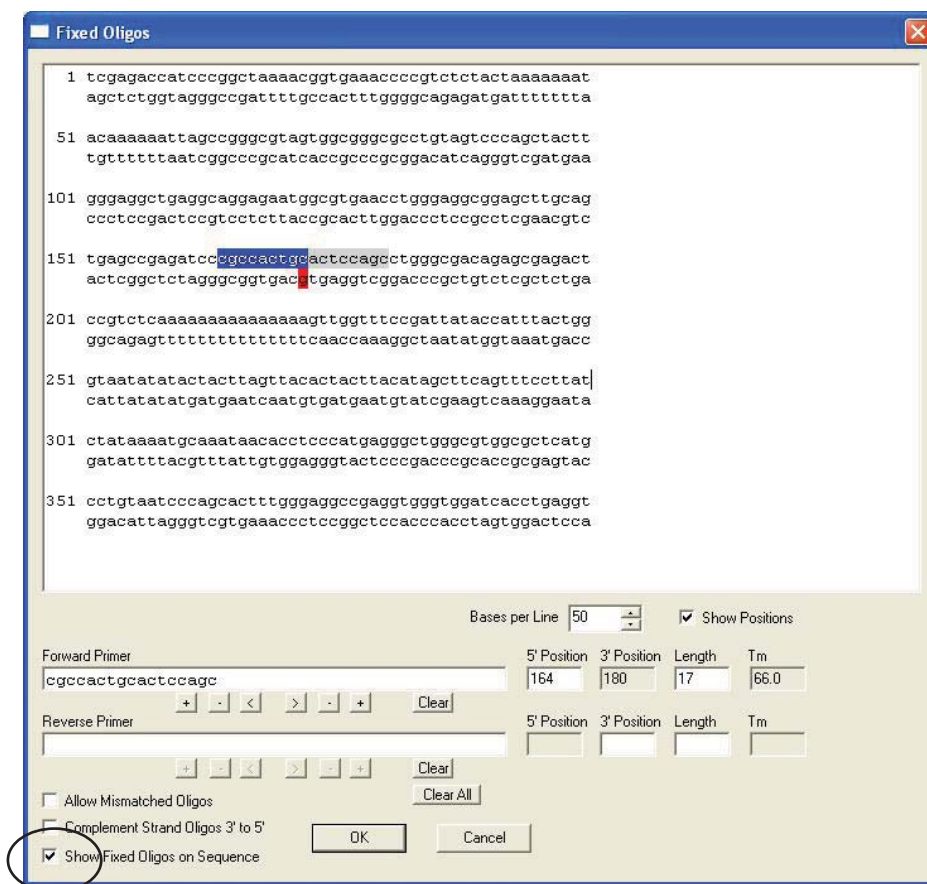 Fixed Oligos
1 tcgagaccatcccggctaaaacggtgaaaccccgtctctactaaaaaaat
agctctggtagggccgattttgccactttggggcagagatgattttttta
51 acaaaaaattagccgggcgtagtggcgggcgcctgtagtcccagctactt
tgttttttaatcggcccgcatcaccgcccgcggacatcagggtcgatgaa
101 gggaggctgaggcaggagaatggcgtgaacctgggaggcggagcttgcag
ccctccgactccgtcctcttaccgcacttggaccctccgcctcgaacgtc
151 tgagccgagatcccgccactgcactccagcctgggcgacagagcgagact
actcggctctagggcggtgacgtgaggtcggacccgctgtctcgctctga
201 ccgtctcaaaaaaaaaaaaaaagttggtttccgattataccatttactgg
ggcagagtttttttttttttttcaaccaaaggctaatatggtaaatgacc
251 gtaatatatactacttagttacactacttacatagcttcagtttccttat
cattatatatgatgaatcaatgtgatgaatgtatcgaagtcaaaggaata
301 ctataaaatgcaaataacacctcccatgagggctgggcgtggcgctcatg
gatattttacgtttattgtggagggtactcccgacccgcaccgcgagtac
351 cctgtaatcccagcactttgggaggccgaggtgggtggatcacctgaggt
ggacattagggtcgtgaaaccctccggctccacccacctagtggactcca
Bases per Line 50 Show Positions
Forward Primer 5' Position 3' Position Length Tm
cgccactgcactccagc 164 180 17 66.0
+ - < > - + Clear
Reverse Primer 5' Position 3' Position Length Tm
+ - < > - + Clear
Clear All
Allow Mismatched Oligos
Complement Strand Oligos 3' to 5'
OK Cancel
Show Fixed Oligos on Sequence